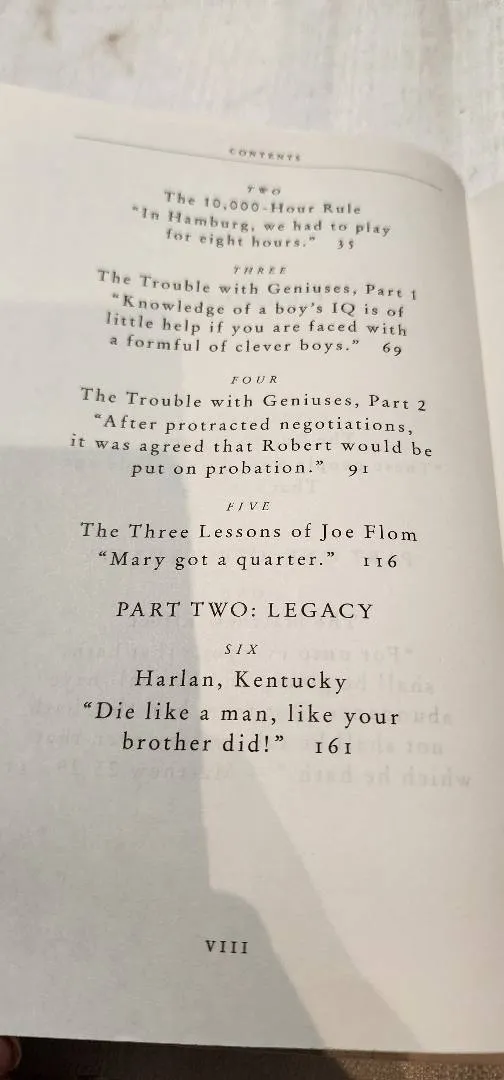 CONTENTS
TWO
The 10,000-Hour Rule
"In Hamburg, we had to play
for eight hours." 35
THREE
The Trouble with Geniuses, Part 1
"Knowledge of a boy's IQ is of
little help if you are faced with
a formful of clever boys." 69
FOUR
The Trouble with Geniuses, Part 2
"After protracted negotiations,
it was agreed that Robert would be
put on probation." 91
FIVE
The Three Lessons of Joe Flom
"Mary got a quarter." 116
PART TWO: LEGACY
SIX
Harlan, Kentucky
"Die like a man, like your
brother did!" 161
VIII